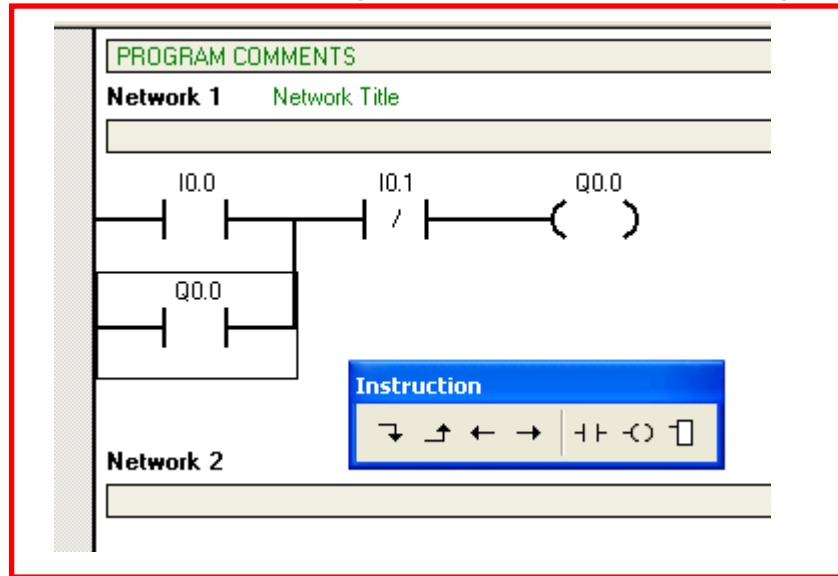 PROGRAM COMMENTS
Network 1 Network Title
I0.0 I0.1 Q0.0
/
Q0.0
Instruction
Network 2